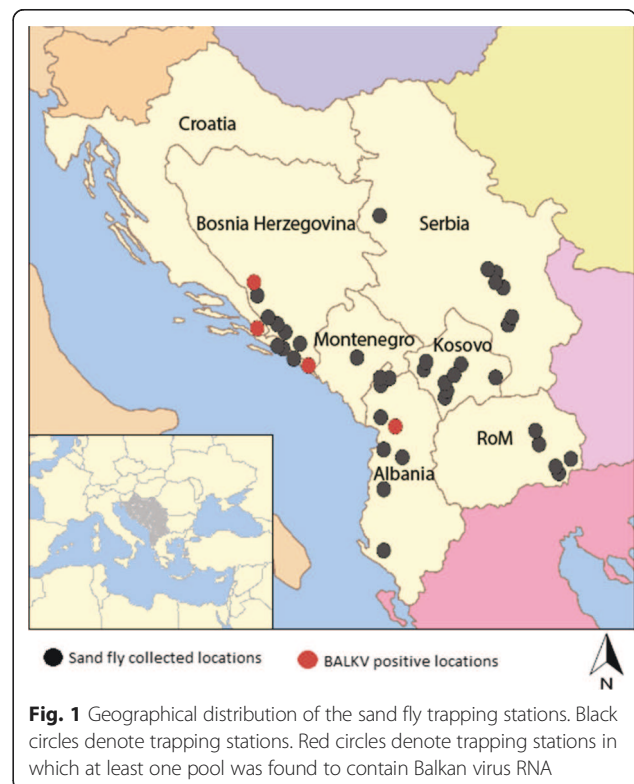 Croatia
Bosnia Herzegovina
Serbia
Montenegro
Kosovo
RoM
Albania
Sand fly collected locations
BALKV positive locations
N
Fig. 1 Geographical distribution of the sand fly trapping stations. Black
circles denote trapping stations. Red circles denote trapping stations in
which at least one pool was found to contain Balkan virus RNA